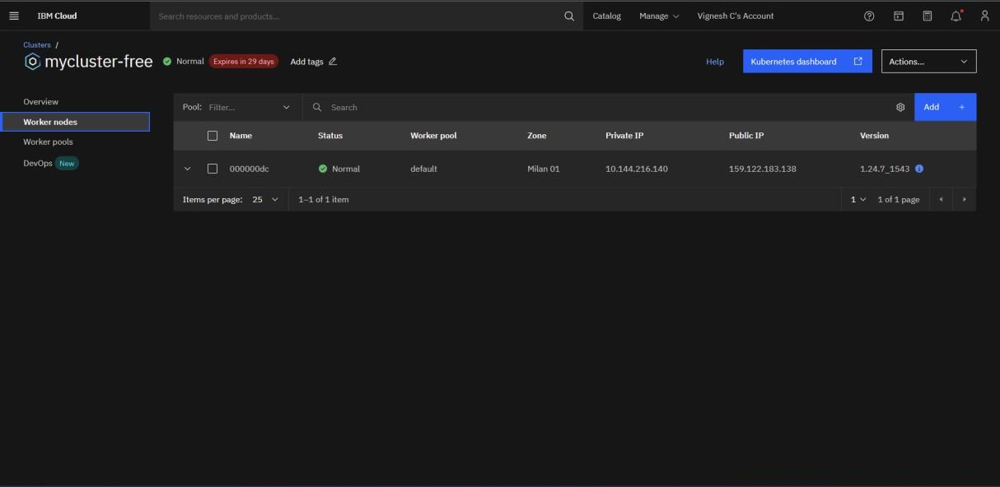 IBM Cloud Search resources and products... Catalog Manage Vignesh C's Account
Clusters /
mycluster-free Normal Expires in 29 days Add tags Help Kubernetes dashboard Actions...
Overview
Worker nodes
Worker pools
DevOps New
Pool: Filter... Search Add +
Name Status Worker pool Zone Private IP Public IP Version
000000dc Normal default Milan 01 10.144.216.140 159.122.183.138 1.24.7_1543
Items per page: 25 1–1 of 1 item 1 1 of 1 page